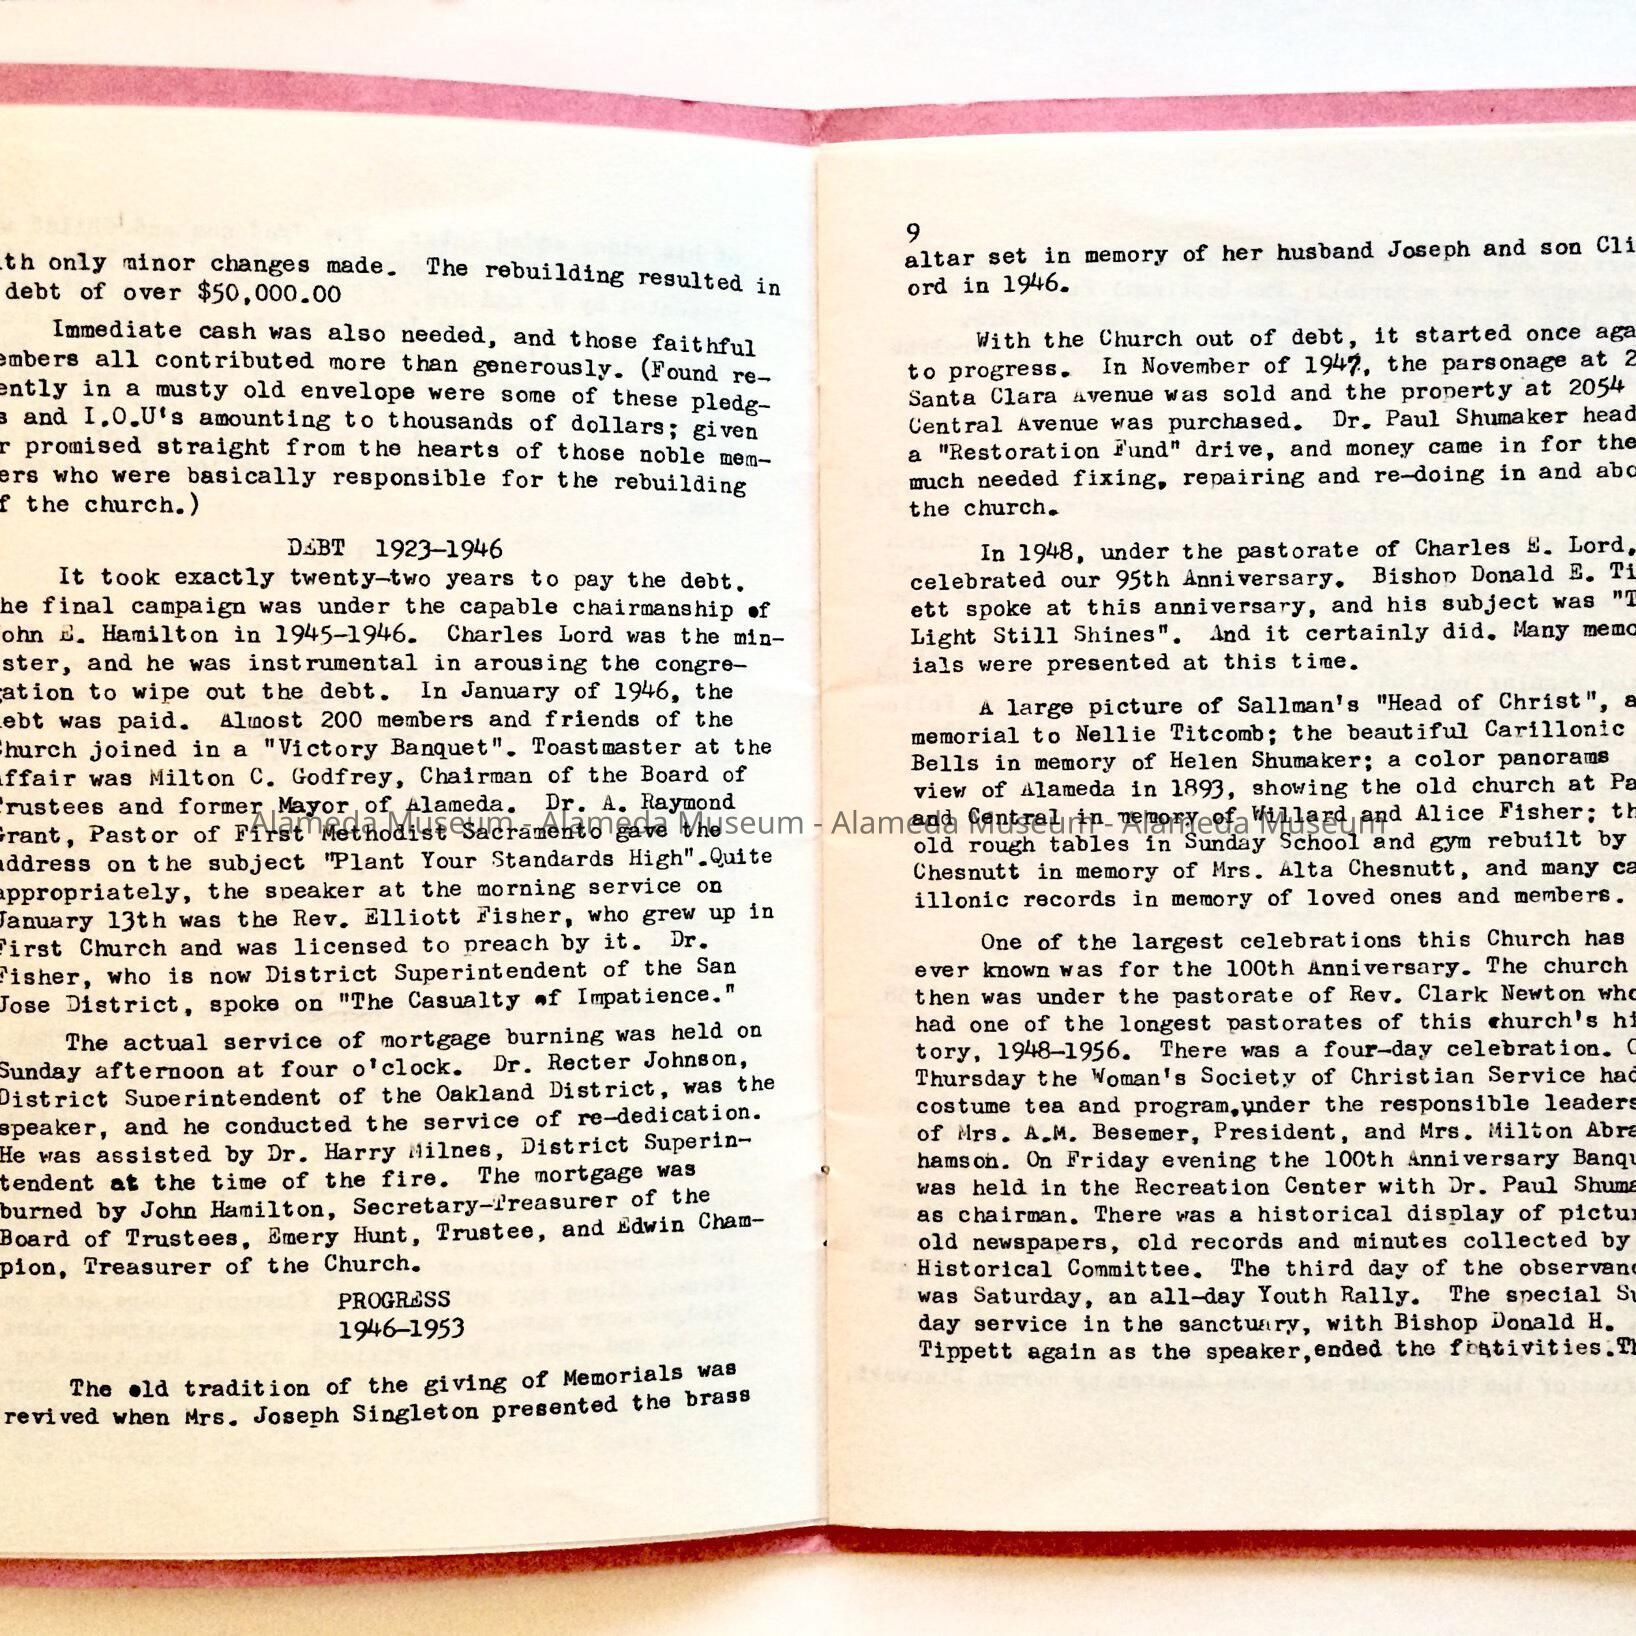 ith only minor changes made. The rebuilding resulted in
debt of over $50,000.00
Immediate cash was also needed, and those faithful
embers all contributed more than generously. (Found re-
ently in a musty old envelope were some of these pledg-
s and I.O.U's amounting to thousands of dollars; given
r promised straight from the hearts of those noble mem-
ers who were basically responsible for the rebuilding
f the church.)
DEBT 1923-1946
It took exactly twenty-two years to pay the debt.
he final campaign was under the capable chairmanship of
ohn E. Hamilton in 1945-1946. Charles Lord was the min-
ster, and he was instrumental in arousing the congre-
gation to wipe out the debt. In January of 1946, the
ebt was paid. Almost 200 members and friends of the
Church joined in a "Victory Banquet". Toastmaster at the
affair was Milton C. Godfrey, Chairman of the Board of
Trustees and former Mayor of Alameda. Dr. A. Raymond
Grant, Pastor of First Methodist Sacramento gave the
address on the subject "Plant Your Standards High".Quite
appropriately, the speaker at the morning service on
January 13th was the Rev. Elliott Fisher, who grew up in
First Church and was licensed to preach by it. Dr.
Fisher, who is now District Superintendent of the San
Jose District, spoke on "The Casualty of Impatience."
The actual service of mortgage burning was held on
Sunday afternoon at four o'clock. Dr. Recter Johnson,
District Superintendent of the Oakland District, was the
speaker, and he conducted the service of re-dedication.
He was assisted by Dr. Harry Milnes, District Superin-
tendent at the time of the fire. The mortgage was
burned by John Hamilton, Secretary-Treasurer of the
Board of Trustees, Emery Hunt, Trustee, and Edwin Cham-
pion, Treasurer of the Church.
PROGRESS
1946-1953
The old tradition of the giving of Memorials was
revived when Mrs. Joseph Singleton presented the brass
9
altar set in memory of her husband Joseph and son Cli
ord in 1946.
With the Church out of debt, it started once aga
to progress. In November of 1947, the parsonage at 2
Santa Clara Avenue was sold and the property at 2054
Central Avenue was purchased. Dr. Paul Shumaker head
a "Restoration Fund" drive, and money came in for the
much needed fixing, repairing and re-doing in and abo
the church.
In 1948, under the pastorate of Charles E. Lord,
celebrated our 95th Anniversary. Bishop Donald E. Ti
ett spoke at this anniversary, and his subject was "T
Light Still Shines". And it certainly did. Many memo
ials were presented at this time.
A large picture of Sallman's "Head of Christ", a
memorial to Nellie Titcomb; the beautiful Carillonic
Bells in memory of Helen Shumaker; a color panorams
view of Alameda in 1893, showing the old church at Pa
and Central in memory of Willard and Alice Fisher; th
old rough tables in Sunday School and gym rebuilt by
Chesnutt in memory of Mrs. Alta Chesnutt, and many ca
illonic records in memory of loved ones and members.
One of the largest celebrations this Church has
ever known was for the 100th Anniversary. The church
then was under the pastorate of Rev. Clark Newton who
had one of the longest pastorates of this church's hi
tory, 1948-1956. There was a four-day celebration. O
Thursday the Woman's Society of Christian Service had
costume tea and program,under the responsible leaders
of Mrs. A.M. Besemer, President, and Mrs. Milton Abra
hamson. On Friday evening the 100th Anniversary Banqu
was held in the Recreation Center with Dr. Paul Shuma
as chairman. There was a historical display of pictur
old newspapers, old records and minutes collected by
Historical Committee. The third day of the observanc
was Saturday, an all-day Youth Rally. The special Su
day service in the sanctuary, with Bishop Donald H.
Tippett again as the speaker,ended the festivities.Th
Alameda Museum - Alameda Museum - Alameda Museum - Alameda Museum